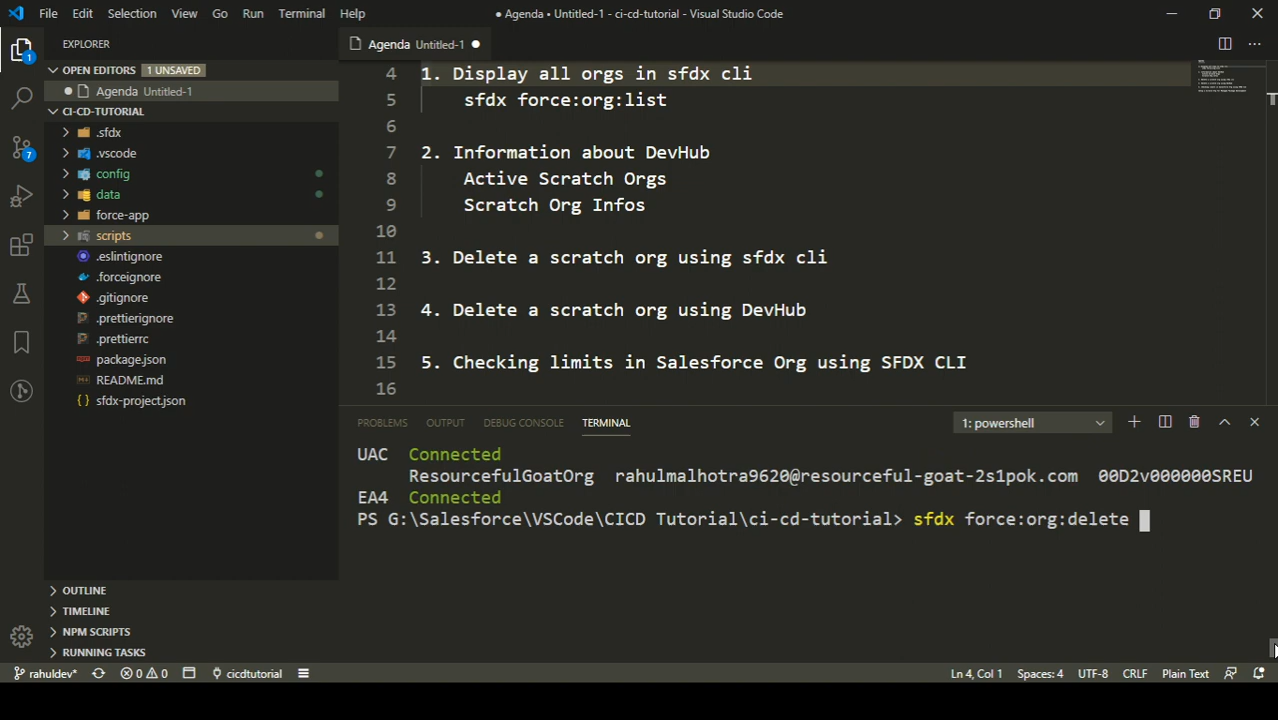 File Edit Selection View Go Run Terminal Help
● Agenda • Untitled-1 - ci-cd-tutorial - Visual Studio Code
EXPLORER
OPEN EDITORS 1 UNSAVED
Agenda Untitled-1
CI-CD-TUTORIAL
.sfdx
.vscode
config
data
force-app
scripts
.eslintignore
.forceignore
.gitignore
.prettierignore
.prettierrc
package.json
README.md
sfdx-project.json
OUTLINE
TIMELINE
NPM SCRIPTS
RUNNING TASKS
1
7
Agenda Untitled-1
4 1. Display all orgs in sfdx cli
5 sfdx force:org:list
6
7 2. Information about DevHub
8 Active Scratch Orgs
9 Scratch Org Infos
10
11 3. Delete a scratch org using sfdx cli
12
13 4. Delete a scratch org using DevHub
14
15 5. Checking limits in Salesforce Org using SFDX CLI
16
PROBLEMS OUTPUT DEBUG CONSOLE TERMINAL 1: powershell
UAC Connected
ResourcefulGoatOrg rahulmalhotra9620@resourceful-goat-2s1pok.com 00D2v000000SREU
EA4 Connected
PS G:\Salesforce\VSCode\CICD Tutorial\ci-cd-tutorial> sfdx force:org:delete
rahuldev* 0 0 cicdtutorial Ln 4, Col 1 Spaces: 4 UTF-8 CRLF Plain Text